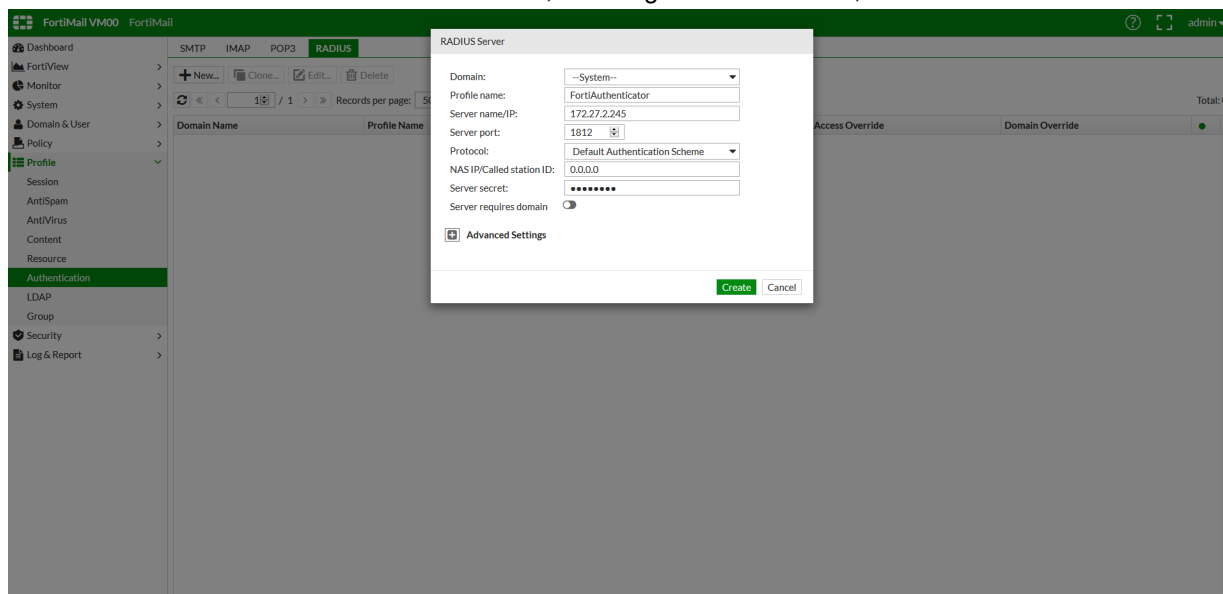 FortiMail VM00 FortiMail
admin
Dashboard
FortiView
Monitor
System
Domain & User
Policy
Profile
Session
AntiSpam
AntiVirus
Content
Resource
Authentication
LDAP
Group
Security
Log & Report
SMTP IMAP POP3 RADIUS
New... Clone... Edit... Delete
1 / 1 Records per page: 50
Total:
Domain Name Profile Name Access Override Domain Override
RADIUS Server
Domain: --System--
Profile name: FortiAuthenticator
Server name/IP: 172.27.2.245
Server port: 1812
Protocol: Default Authentication Scheme
NAS IP/Called station ID: 0.0.0.0
Server secret: ••••••••
Server requires domain
Advanced Settings
Create Cancel